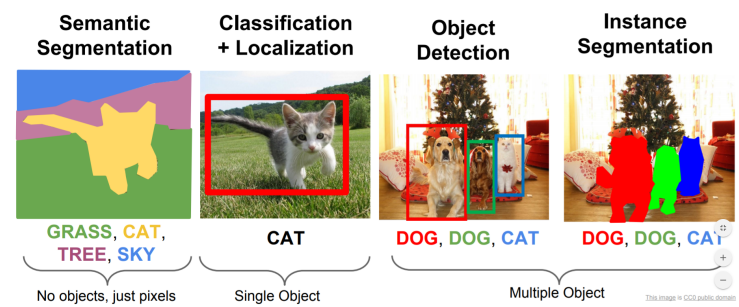 Semantic
Segmentation
Classification
+ Localization
Object
Detection
Instance
Segmentation
GRASS, CAT,
TREE, SKY
CAT
DOG, DOG, CAT
DOG, DOG, CAT
No objects, just pixels
Single Object
Multiple Object
This image is CC0 public domain